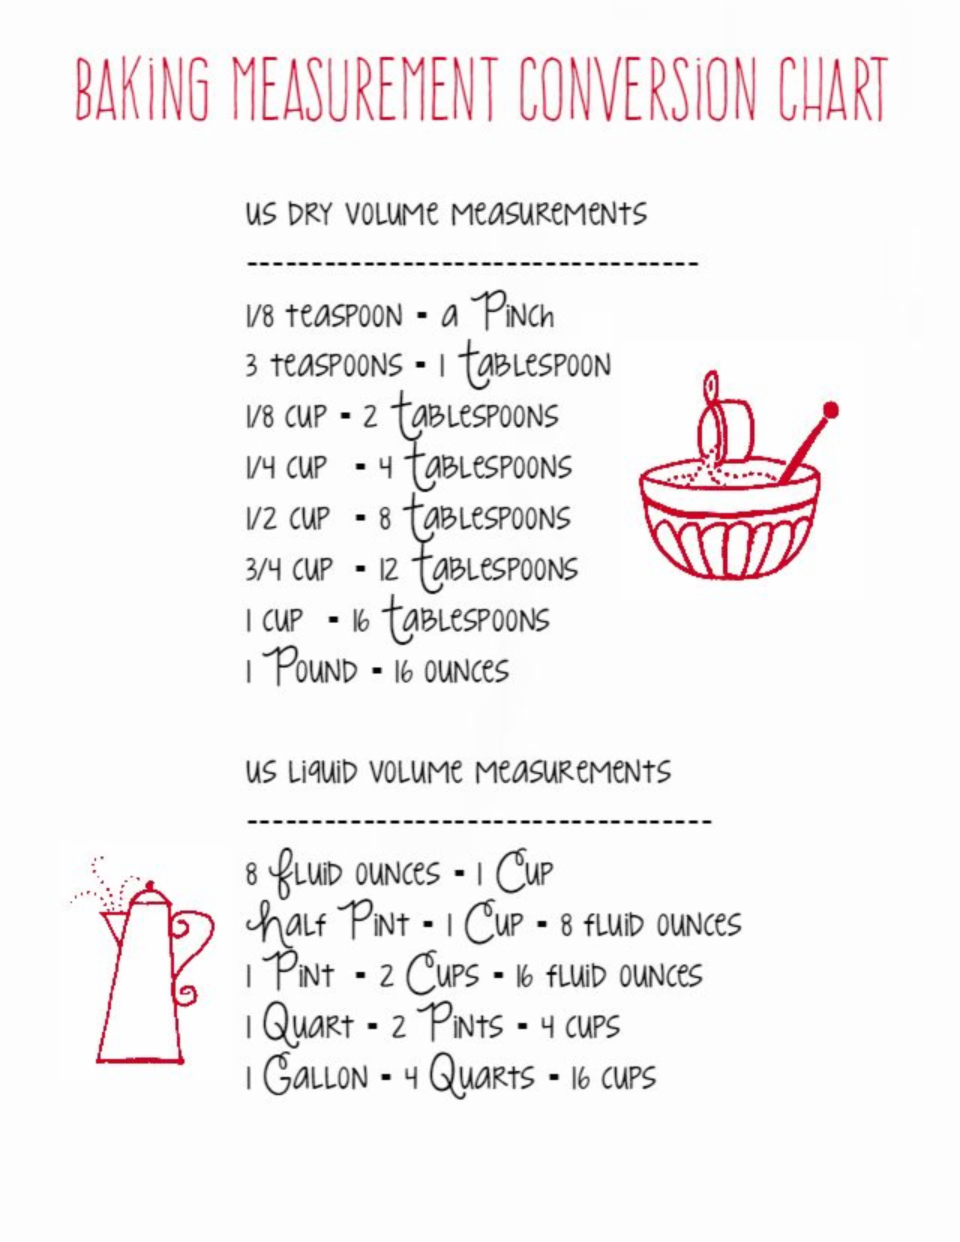 BAKING MEASUREMENT CONVERSION CHART
US DRY VOLUME MEASUREMENTS
-----------------------------------
1/8 teaspoon - a Pinch
3 teaspoons - 1 tablespoon
1/8 cup - 2 tablespoons
1/4 cup - 4 tablespoons
1/2 cup - 8 tablespoons
3/4 cup - 12 tablespoons
1 cup - 16 tablespoons
1 Pound - 16 ounces
US LIQUID VOLUME MEASUREMENTS
------------------------------------
8 fluid ounces - 1 Cup
half Pint - 1 Cup - 8 fluid ounces
1 Pint - 2 Cups - 16 fluid ounces
1 Quart - 2 Pints - 4 cups
1 Gallon - 4 Quarts - 16 cups